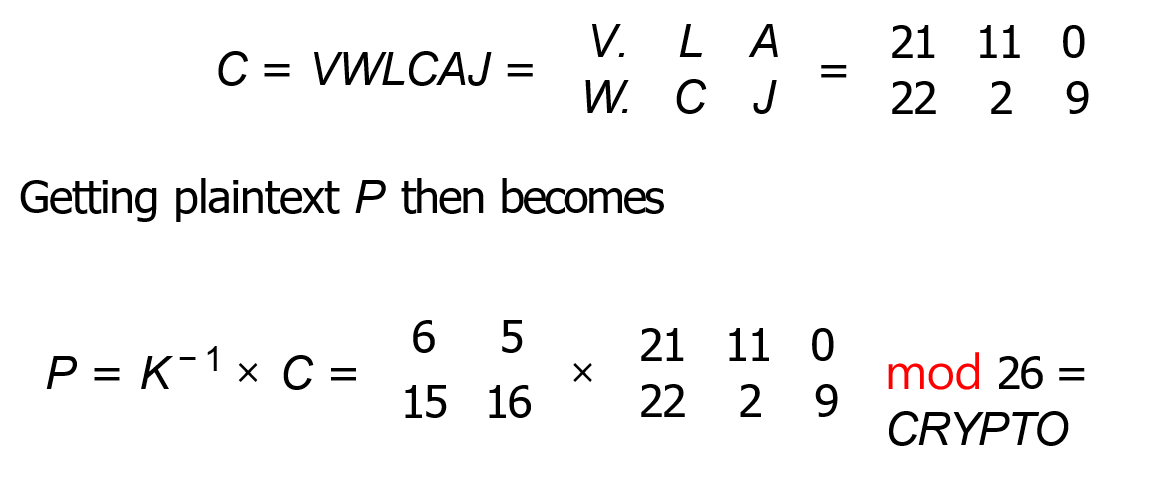 V. L A 21 11 0
C = VWLCAJ = =
W. C J 22 2 9
Getting plaintext P then becomes
6 5 21 11 0
P = K⁻¹ × C = × mod 26 =
15 16 22 2 9
CRYPTO